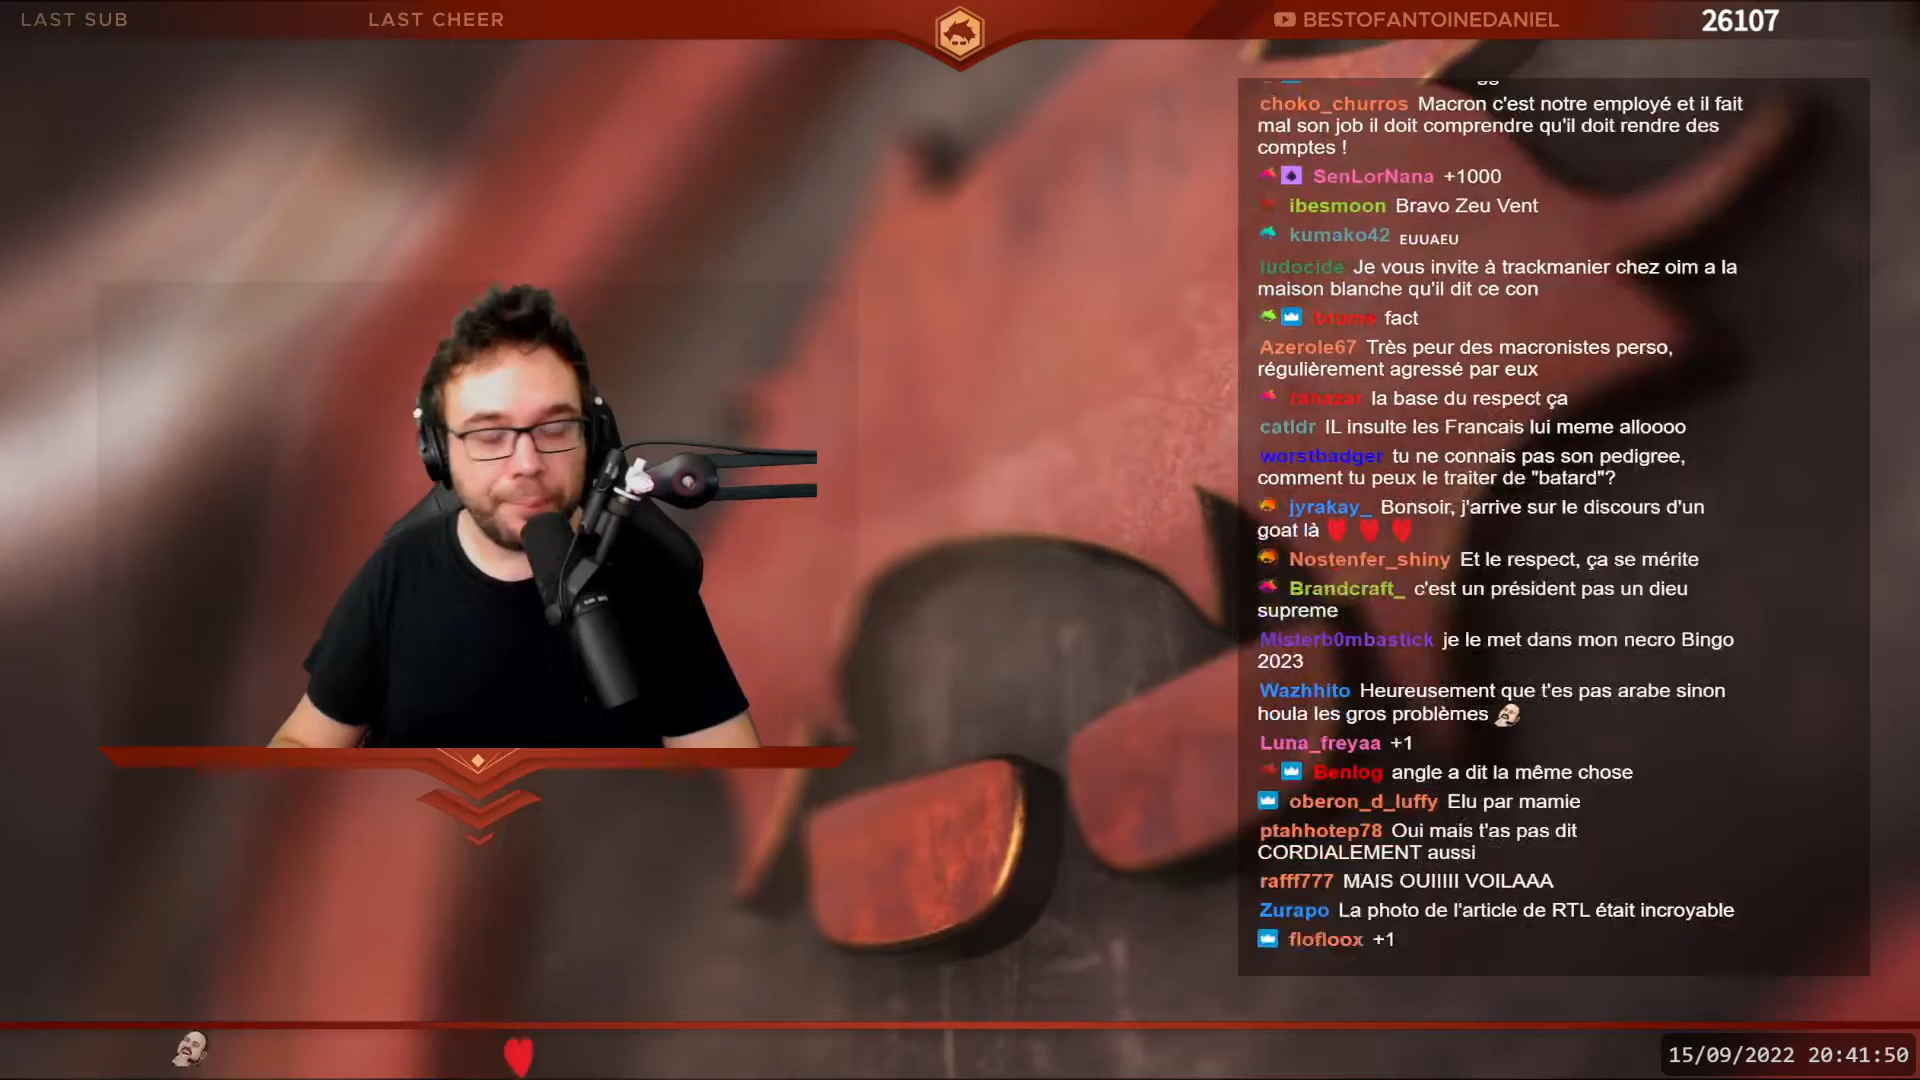 LAST SUB
LAST CHEER
BESTOFANTOINEDANIEL
26107
choko_churros Macron c'est notre employé et il fait
mal son job il doit comprendre qu'il doit rendre des
comptes !
SenLorNana +1000
ibesmoon Bravo Zeu Vent
kumako42 EUUAEU
ludocide Je vous invite à trackmanier chez oim a la
maison blanche qu'il dit ce con
fact
Azerole67 Très peur des macronistes perso,
régulièrement agressé par eux
rahazar la base du respect ça
catldr IL insulte les Francais lui meme alloooo
worstbadger tu ne connais pas son pedigree,
comment tu peux le traiter de "batard"?
jyrakay_ Bonsoir, j'arrive sur le discours d'un
goat là
Nostenfer_shiny Et le respect, ça se mérite
Brandcraft_ c'est un président pas un dieu
supreme
Misterb0mbastick je le met dans mon necro Bingo
2023
Wazhhito Heureusement que t'es pas arabe sinon
houla les gros problèmes
Luna_freyaa +1
Benlog angle a dit la même chose
oberon_d_luffy Elu par mamie
ptahhotep78 Oui mais t'as pas dit
CORDIALEMENT aussi
rafff777 MAIS OUIIIII VOILAAA
Zurapo La photo de l'article de RTL était incroyable
flofloox +1
15/09/2022 20:41:50